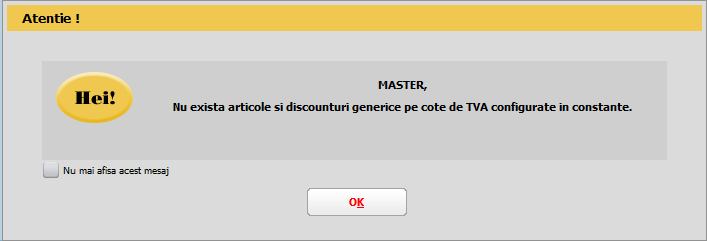 Atentie !
Hei!
MASTER,
Nu exista articole si discounturi generice pe cote de TVA configurate in constante.
Nu mai afisa acest mesaj
OK